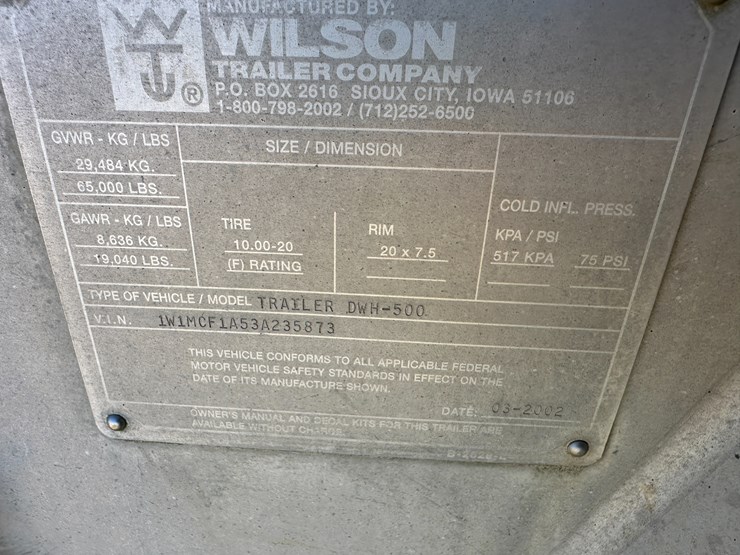 MANUFACTURED BY:
WILSON
TRAILER COMPANY
P.O. BOX 2616 SIOUX CITY, IOWA 51106
1-800-798-2002 / (712)252-6500
®
GVWR - KG / LBS
29,484 KG.
65,000 LBS.
SIZE / DIMENSION
GAWR - KG / LBS
8,636 KG.
19,040 LBS.
TIRE
10.00-20
(F) RATING
RIM
20 x 7.5
COLD INFL. PRESS.
KPA / PSI
517 KPA 75 PSI
TYPE OF VEHICLE / MODEL TRAILER DWH-500
V.I.N. 1W1MCF1A53A235873
THIS VEHICLE CONFORMS TO ALL APPLICABLE FEDERAL
MOTOR VEHICLE SAFETY STANDARDS IN EFFECT ON THE
DATE OF ITS MANUFACTURE SHOWN.
DATE: 03-2002
OWNER'S MANUAL AND DECAL KITS FOR THIS TRAILER ARE
AVAILABLE WITHOUT CHARGE